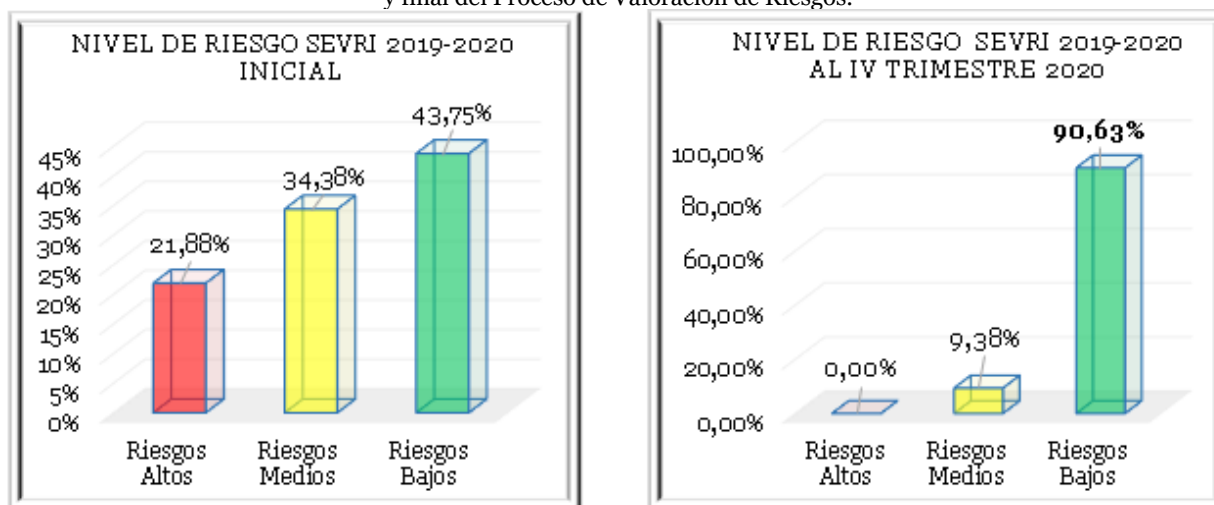 y final del Proceso de Valoración de Riesgos.
NIVEL DE RIESGO SEVRI 2019-2020
INICIAL
43,75%
34,38%
21,88%
45%
40%
35%
30%
25%
20%
15%
10%
5%
0%
Riesgos
Altos
Riesgos
Medios
Riesgos
Bajos
NIVEL DE RIESGO SEVRI 2019-2020
AL IV TRIMESTRE 2020
90,63%
9,38%
0,00%
100,00%
80,00%
60,00%
40,00%
20,00%
0,00%
Riesgos
Altos
Riesgos
Medios
Riesgos
Bajos